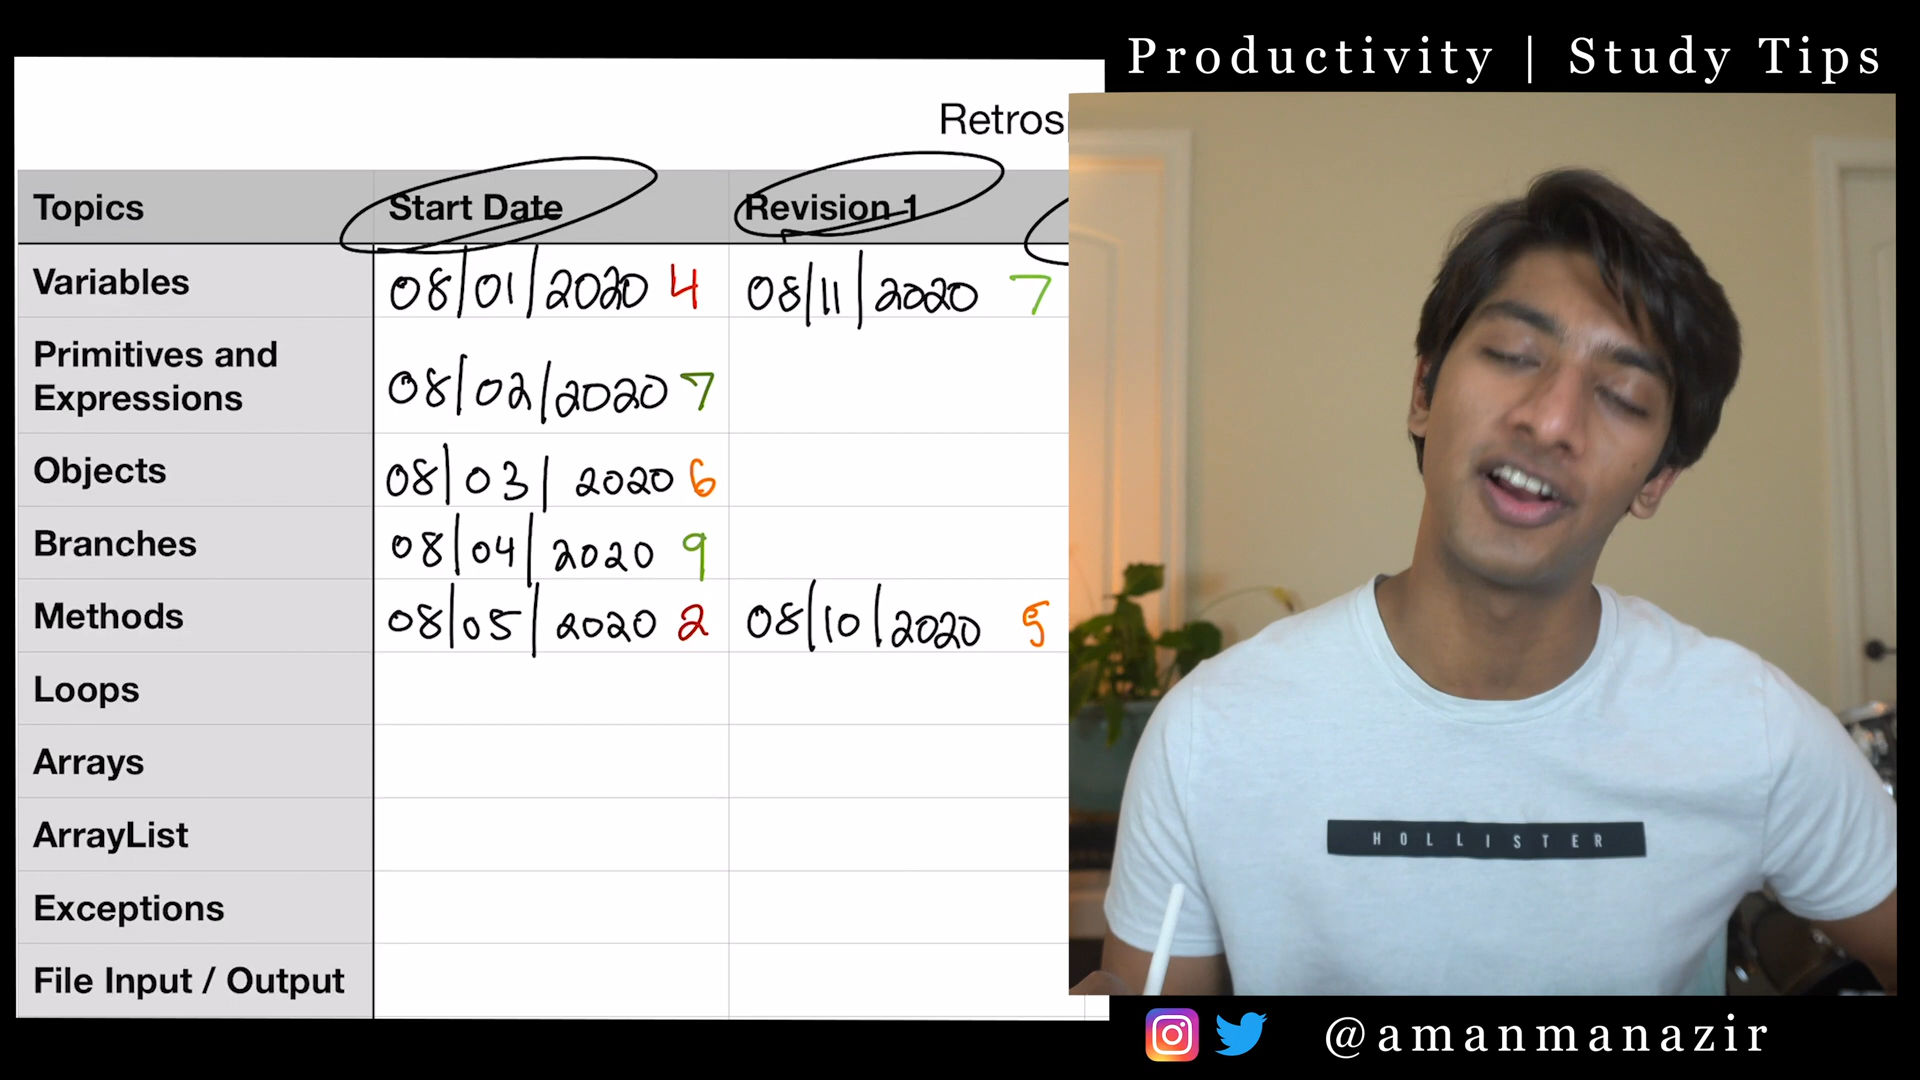 Productivity | Study Tips
Retros
Topics Start Date Revision 1
Variables 08/01/2020 4 08/11/2020 7
Primitives and
Expressions 08/02/2020 7
Objects 08/03/2020 6
Branches 08/04/2020 9
Methods 08/05/2020 2 08/10/2020 5
Loops
Arrays
ArrayList
Exceptions
File Input / Output
HOLLISTER
@amanmanazir